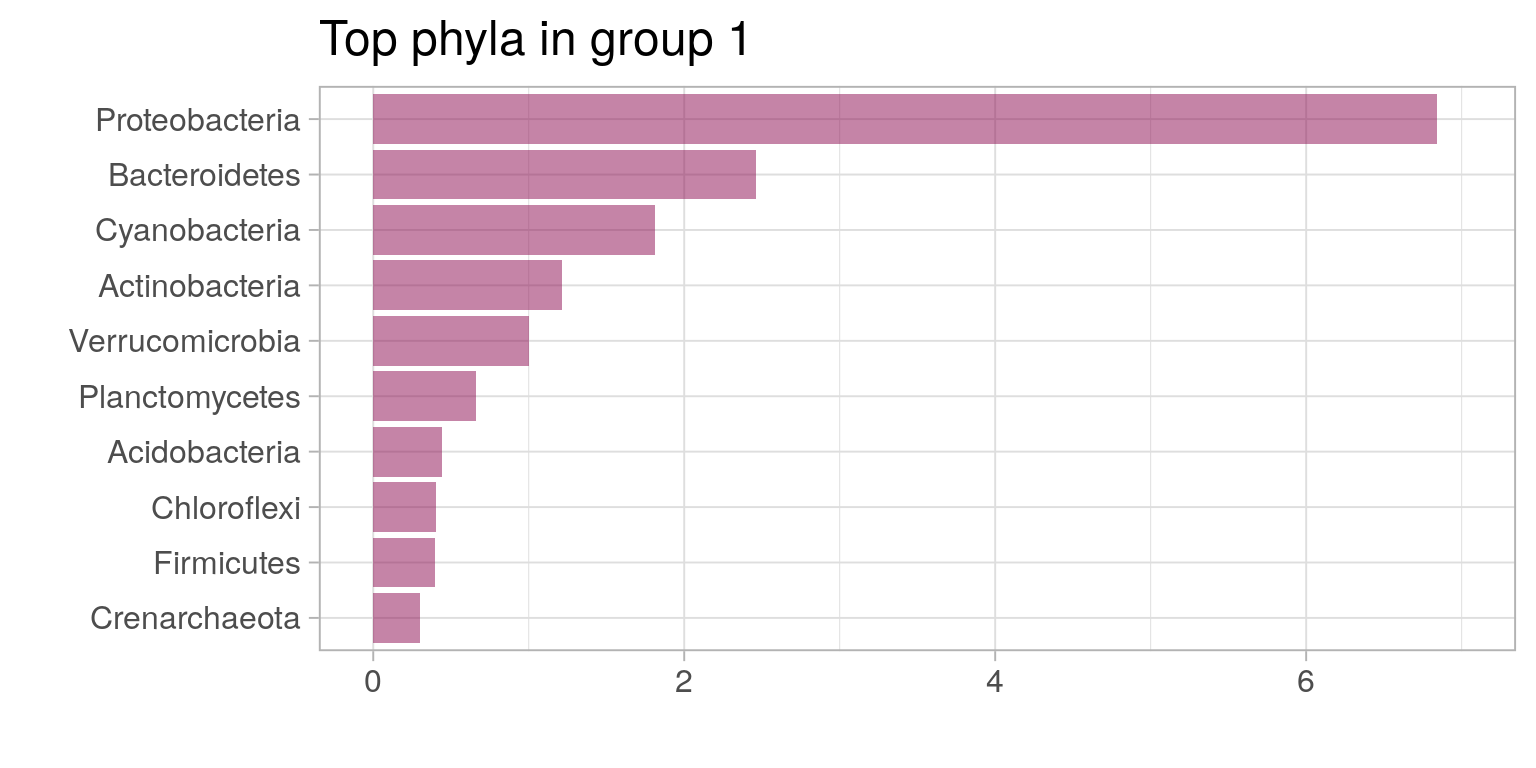 Top phyla in group 1
Proteobacteria
Bacteroidetes
Cyanobacteria
Actinobacteria
Verrucomicrobia
Planctomycetes
Acidobacteria
Chloroflexi
Firmicutes
Crenarchaeota
0 2 4 6